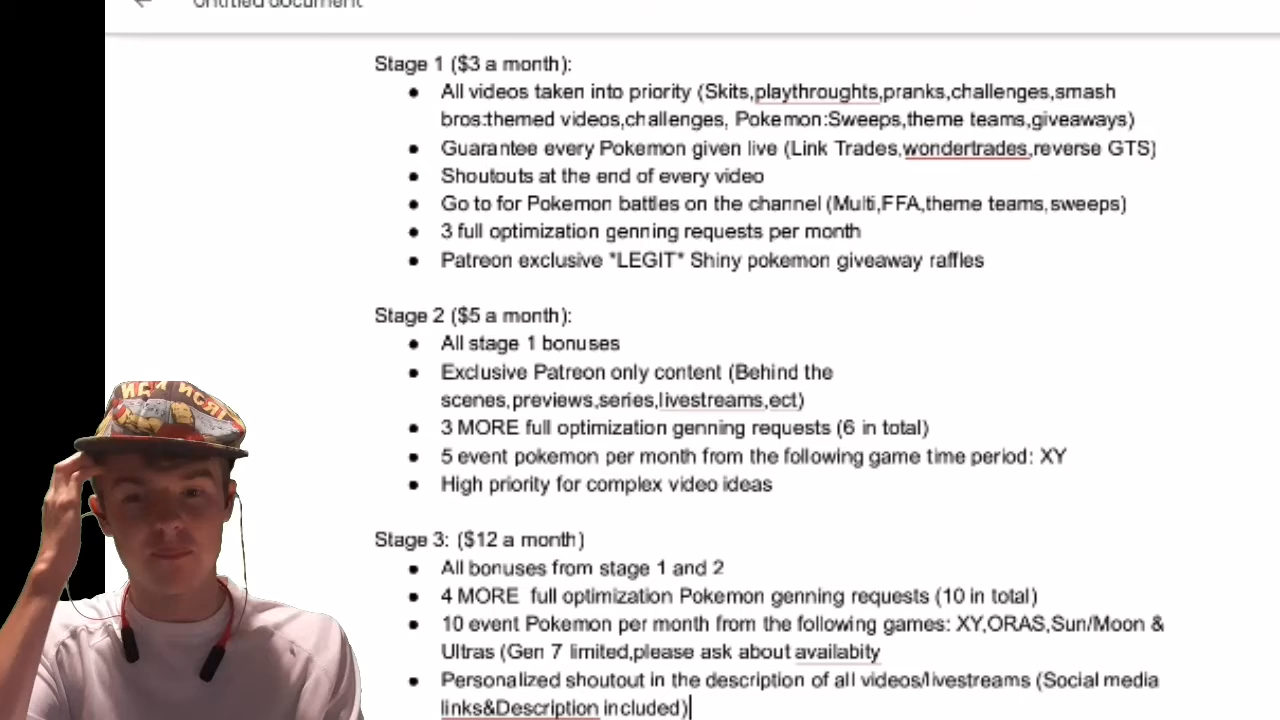 Untitled document
Stage 1 ($3 a month):
● All videos taken into priority (Skits,playthroughts,pranks,challenges,smash
bros:themed videos,challenges, Pokemon:Sweeps,theme teams,giveaways)
● Guarantee every Pokemon given live (Link Trades,wondertrades,reverse GTS)
● Shoutouts at the end of every video
● Go to for Pokemon battles on the channel (Multi,FFA,theme teams,sweeps)
● 3 full optimization genning requests per month
● Patreon exclusive *LEGIT* Shiny pokemon giveaway raffles
Stage 2 ($5 a month):
● All stage 1 bonuses
● Exclusive Patreon only content (Behind the
scenes,previews,series,livestreams,ect)
● 3 MORE full optimization genning requests (6 in total)
● 5 event pokemon per month from the following game time period: XY
● High priority for complex video ideas
Stage 3: ($12 a month)
● All bonuses from stage 1 and 2
● 4 MORE  full optimization Pokemon genning requests (10 in total)
● 10 event Pokemon per month from the following games: XY,ORAS,Sun/Moon &
Ultras (Gen 7 limited,please ask about availabity
● Personalized shoutout in the description of all videos/livestreams (Social media
links&Description included)